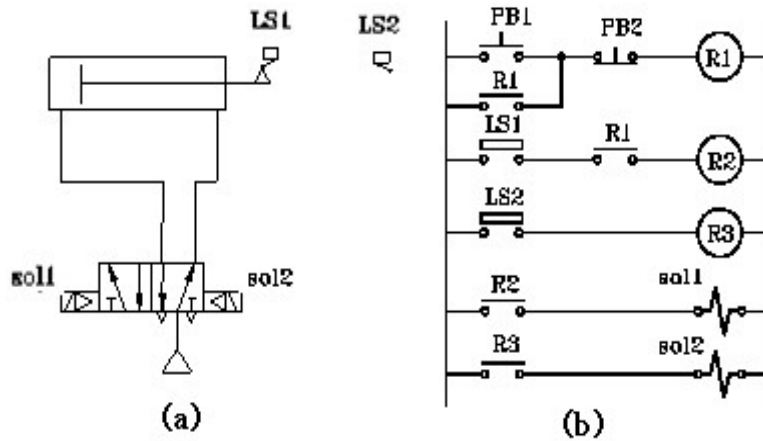 LS1
LS2
sol1
sol2
(a)
PB1
PB2
R1
R1
LS1
R1
R2
LS2
R3
R2
sol1
R3
sol2
(b)